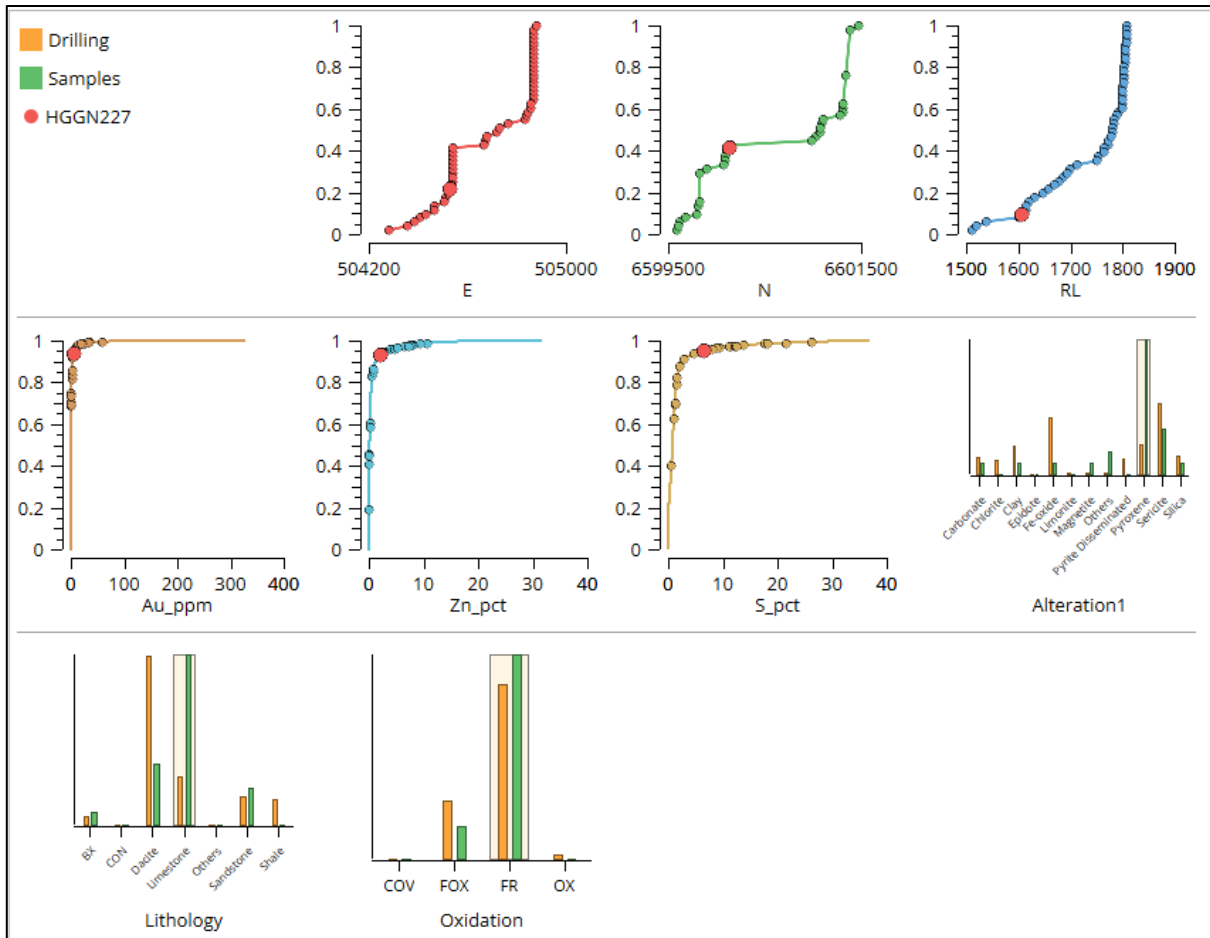 Drilling
Samples
HGGN227
1
0.8
0.6
0.4
0.2
0
504200 505000
E
1
0.8
0.6
0.4
0.2
0
6599500 6601500
N
1
0.8
0.6
0.4
0.2
0
1500 1600 1700 1800 1900
RL
1
0.8
0.6
0.4
0.2
0
0 100 200 300 400
Au_ppm
1
0.8
0.6
0.4
0.2
0
0 10 20 30 40
Zn_pct
1
0.8
0.6
0.4
0.2
0
0 10 20 30 40
S_pct
Carbonate
Chlorite
Clay
Epidote
Fe-oxide
Limonite
Magnetite
Others
Pyrite Disseminated
Pyroxene
Sericite
Silica
Alteration1
BX
CON
Dacite
Limestone
Others
Sandstone
Shale
Lithology
COV FOX FR OX
Oxidation